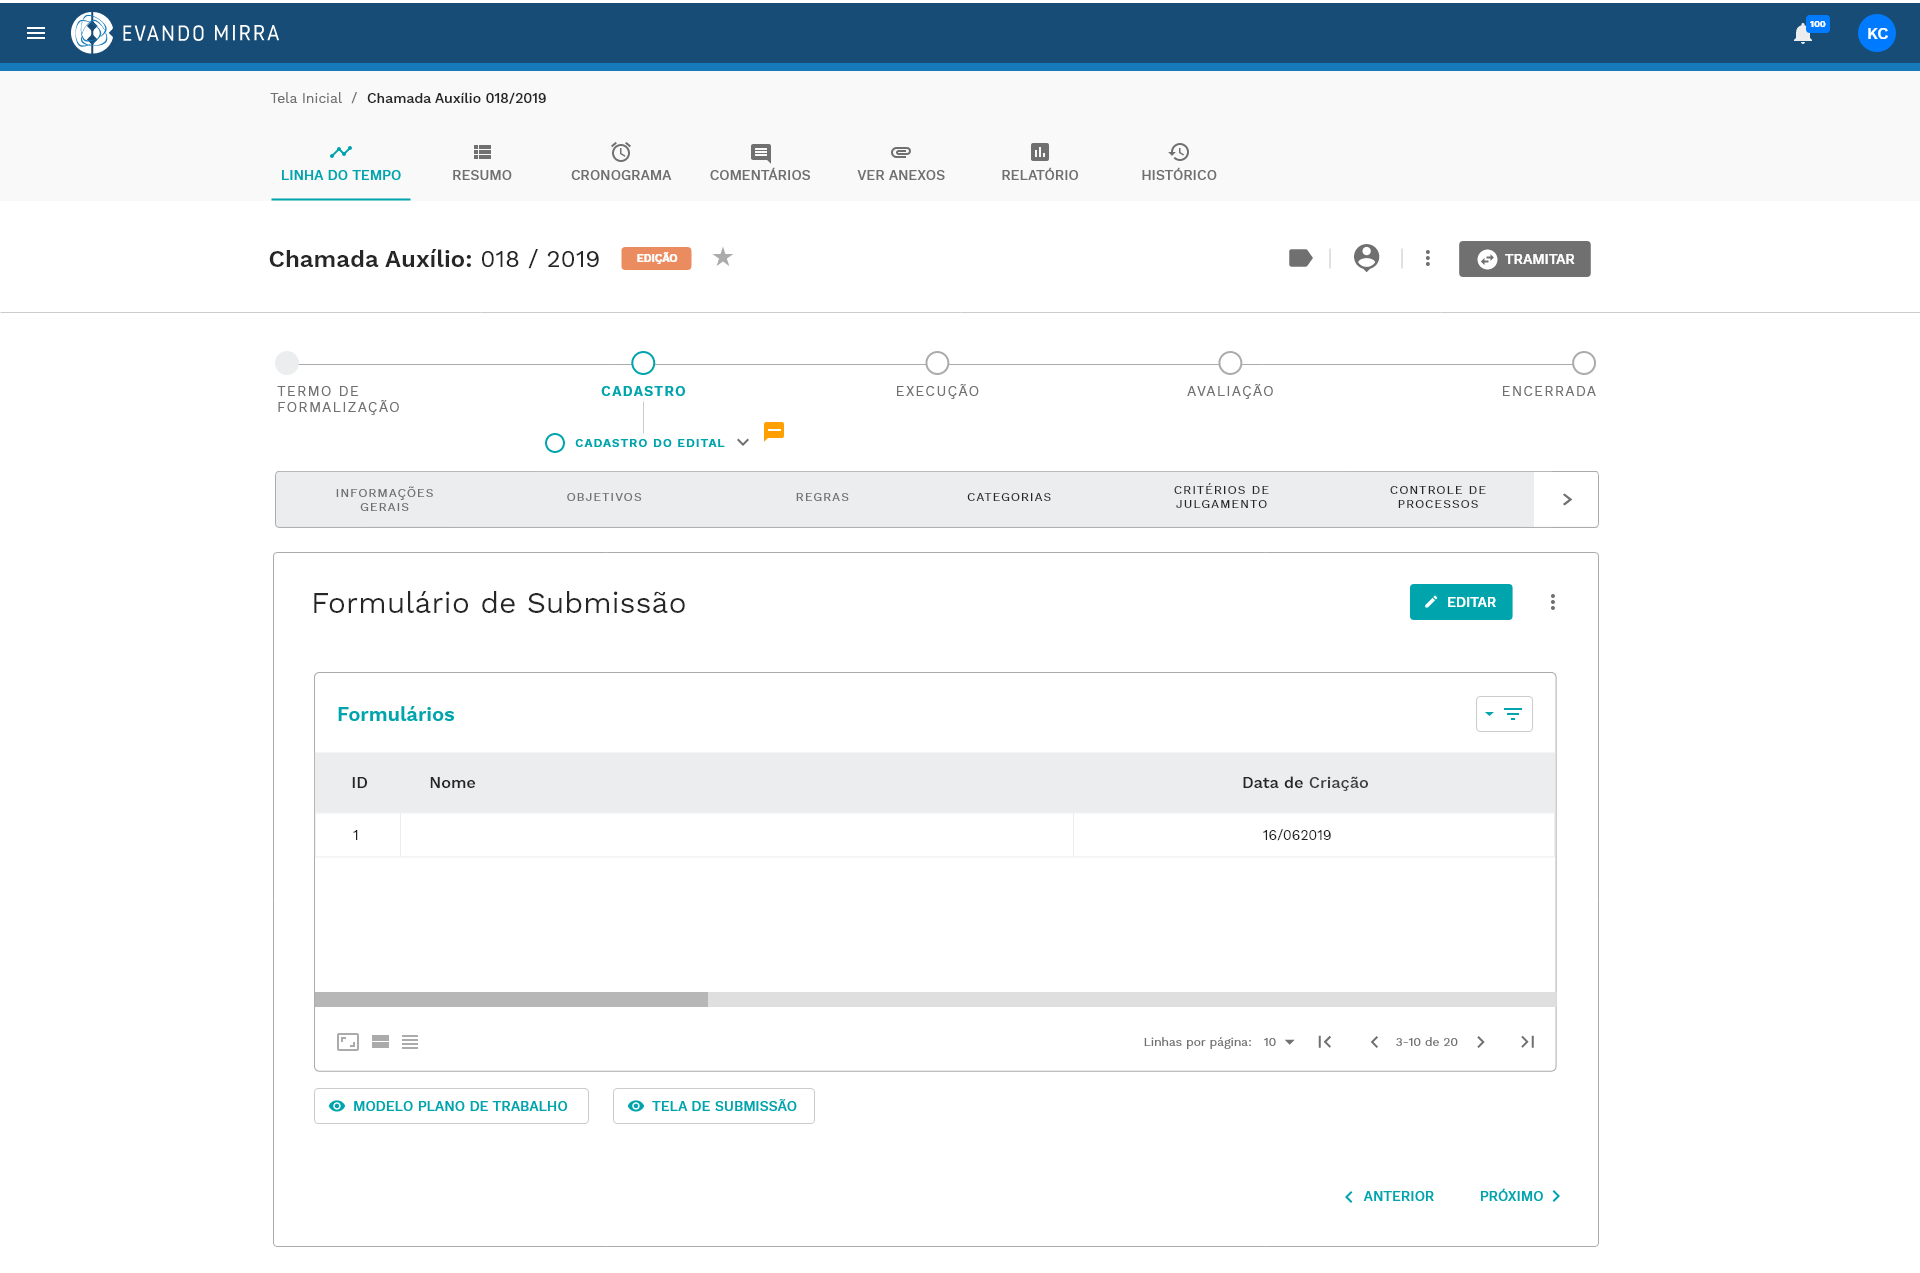 EVANDO MIRRA
100
KC
Tela Inicial / Chamada Auxílio 018/2019
LINHA DO TEMPO
RESUMO
CRONOGRAMA
COMENTÁRIOS
VER ANEXOS
RELATÓRIO
HISTÓRICO
Chamada Auxílio: 018 / 2019
EDIÇÃO
TRAMITAR
TERMO DE
FORMALIZAÇÃO
CADASTRO
EXECUÇÃO
AVALIAÇÃO
ENCERRADA
CADASTRO DO EDITAL
INFORMAÇÕES
GERAIS
OBJETIVOS
REGRAS
CATEGORIAS
CRITÉRIOS DE
JULGAMENTO
CONTROLE DE
PROCESSOS
Formulário de Submissão
EDITAR
Formulários
ID
Nome
Data de Criação
1
16/062019
Linhas por página: 10
3-10 de 20
MODELO PLANO DE TRABALHO
TELA DE SUBMISSÃO
ANTERIOR
PRÓXIMO